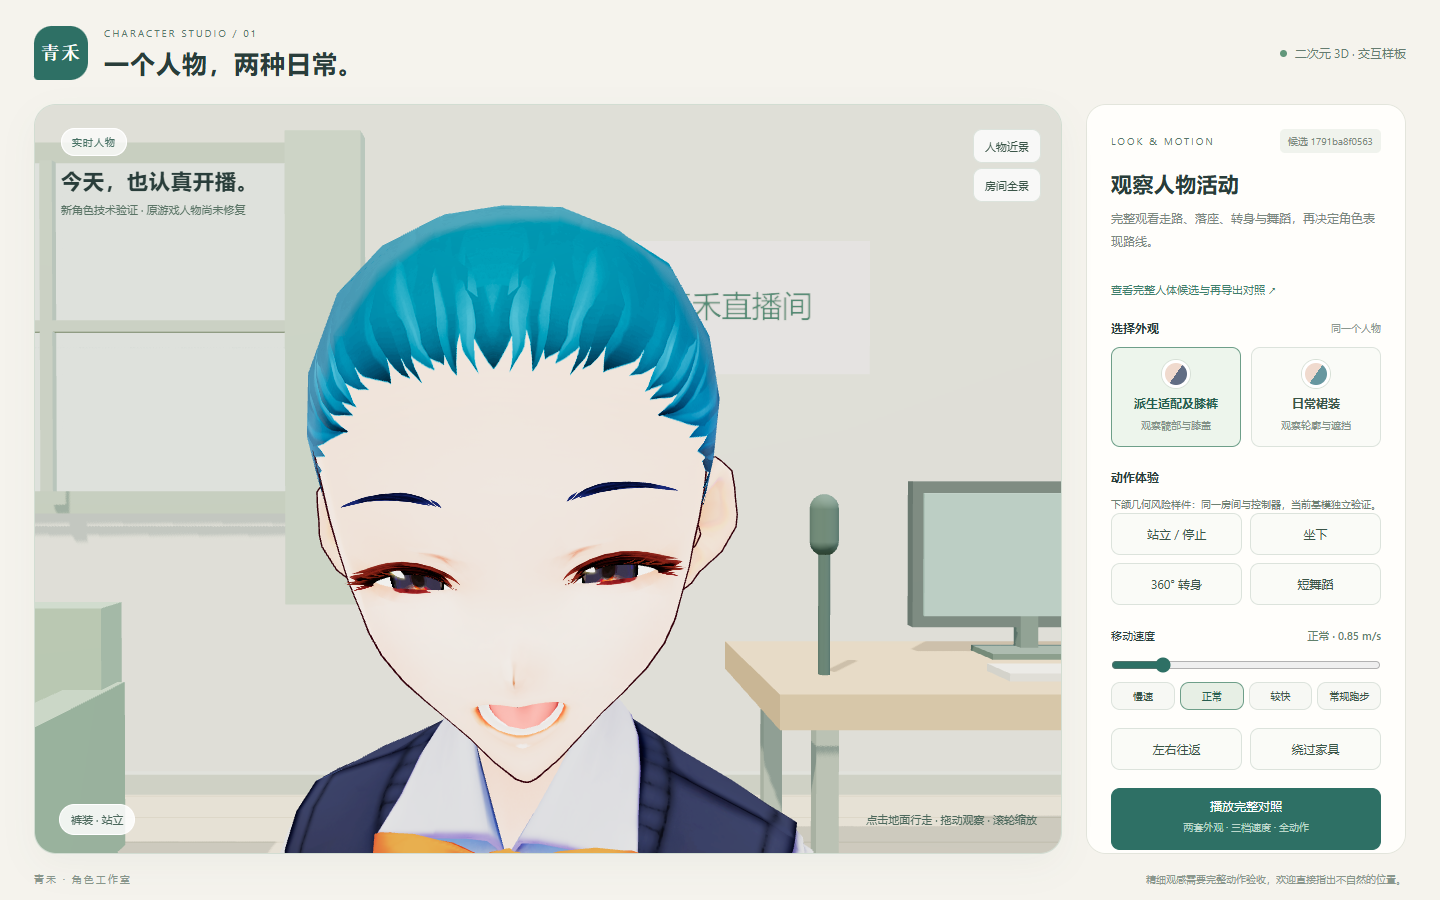 青禾
CHARACTER STUDIO / 01
一个人物，两种日常。
二次元 3D · 交互样板
实时人物
今天，也认真开播。
新角色技术验证 · 原游戏人物尚未修复
人物近景
房间全景
禾直播间
裤装 · 站立
点击地面行走 · 拖动观察 · 滚轮缩放
LOOK & MOTION
候选 1791ba8f0563
观察人物活动
完整观看走路、落座、转身与舞蹈，再决定角色表
现路线。
查看完整人体候选与再导出对照 ↗
选择外观
同一个人物
派生适配及膝裤
观察髋部与膝盖
日常裙装
观察轮廓与遮挡
动作体验
下颌几何风险样件：同一房间与控制器，当前基模独立验证。
站立 / 停止
坐下
360° 转身
短舞蹈
移动速度
正常 · 0.85 m/s
慢速
正常
较快
常规跑步
左右往返
绕过家具
播放完整对照
两套外观 · 三档速度 · 全动作
青禾 · 角色工作室
精细观感需要完整动作验收，欢迎直接指出不自然的位置。